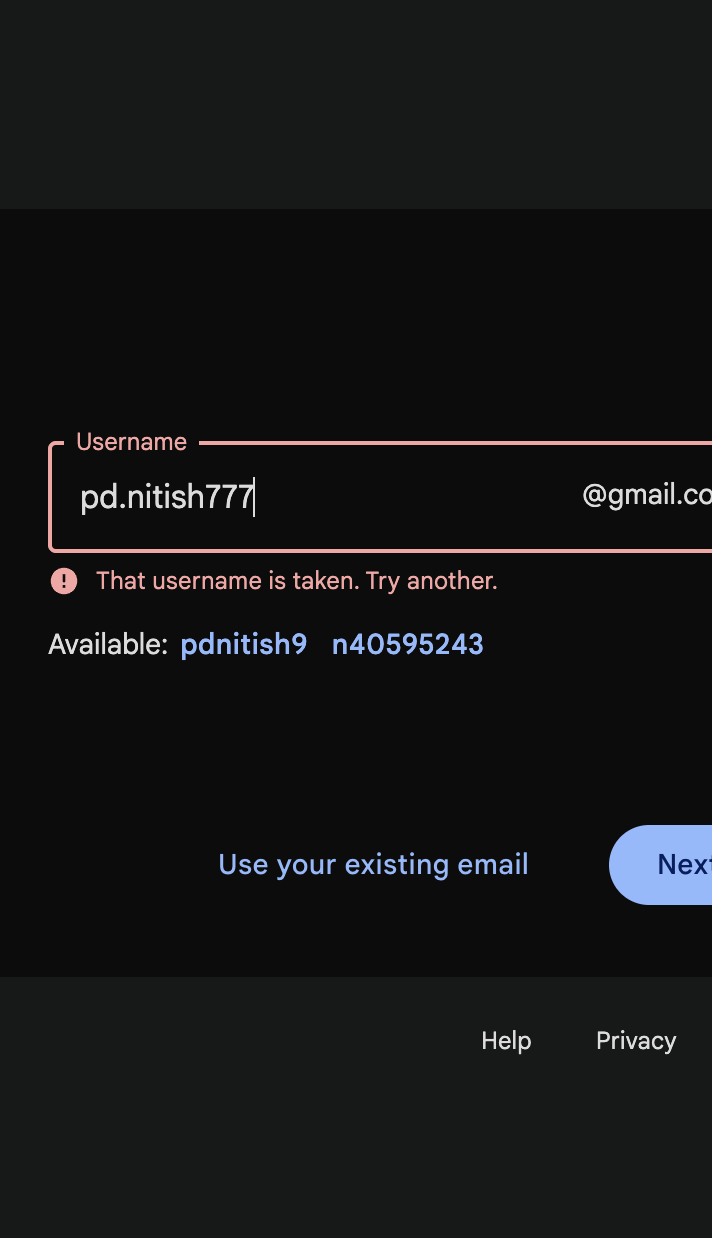 Username
pd.nitish777
@gmail.co
That username is taken. Try another.
Available: pdnitish9 n40595243
Use your existing email
Next
Help Privacy